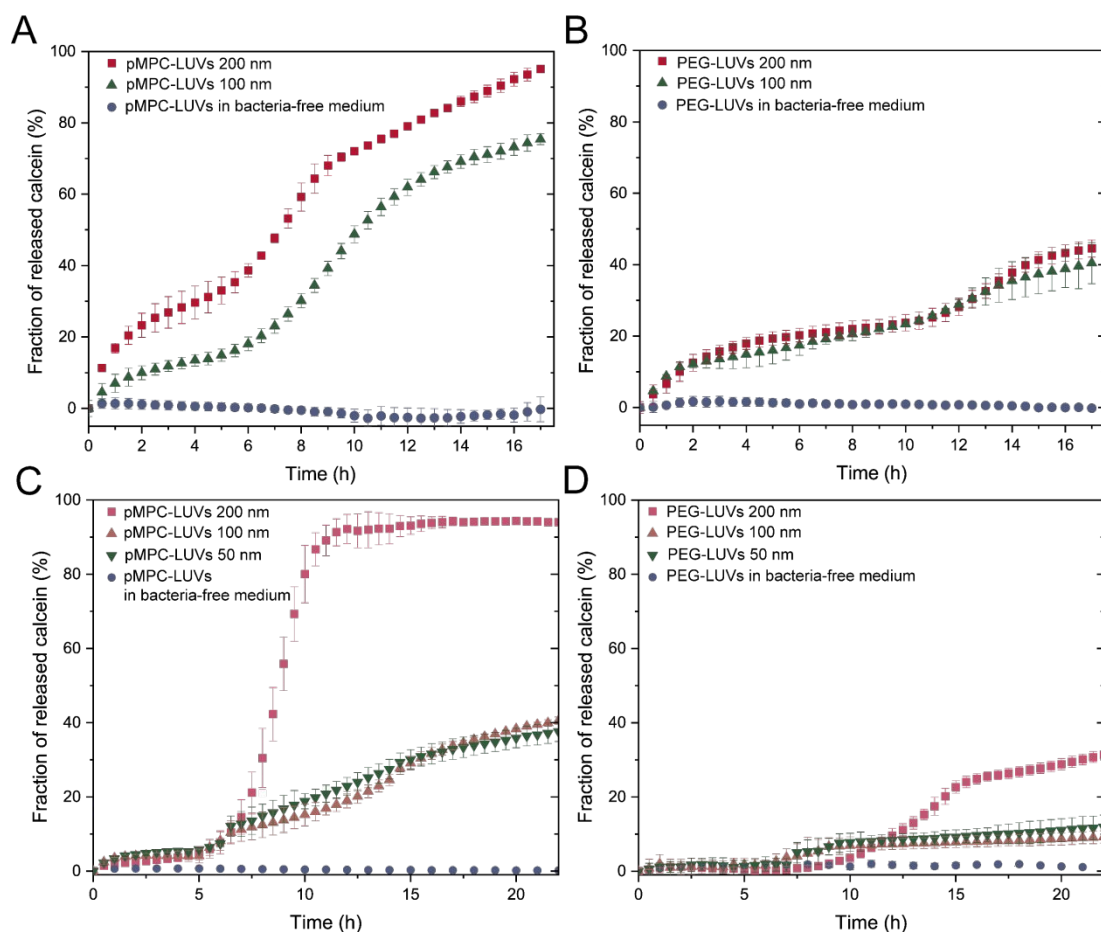 A
Fraction of released calcein (%)
100
80
60
40
20
0
pMPC-LUVs 200 nm
pMPC-LUVs 100 nm
pMPC-LUVs in bacteria-free medium
0 2 4 6 8 10 12 14 16
Time (h)
B
Fraction of released calcein (%)
100
80
60
40
20
0
PEG-LUVs 200 nm
PEG-LUVs 100 nm
PEG-LUVs in bacteria-free medium
0 2 4 6 8 10 12 14 16
Time (h)
C
Fraction of released calcein (%)
100
80
60
40
20
0
pMPC-LUVs 200 nm
pMPC-LUVs 100 nm
pMPC-LUVs 50 nm
pMPC-LUVs
in bacteria-free medium
0 5 10 15 20
Time (h)
D
Fraction of released calcein (%)
100
80
60
40
20
0
PEG-LUVs 200 nm
PEG-LUVs 100 nm
PEG-LUVs 50 nm
PEG-LUVs in bacteria-free medium
0 5 10 15 20
Time (h)